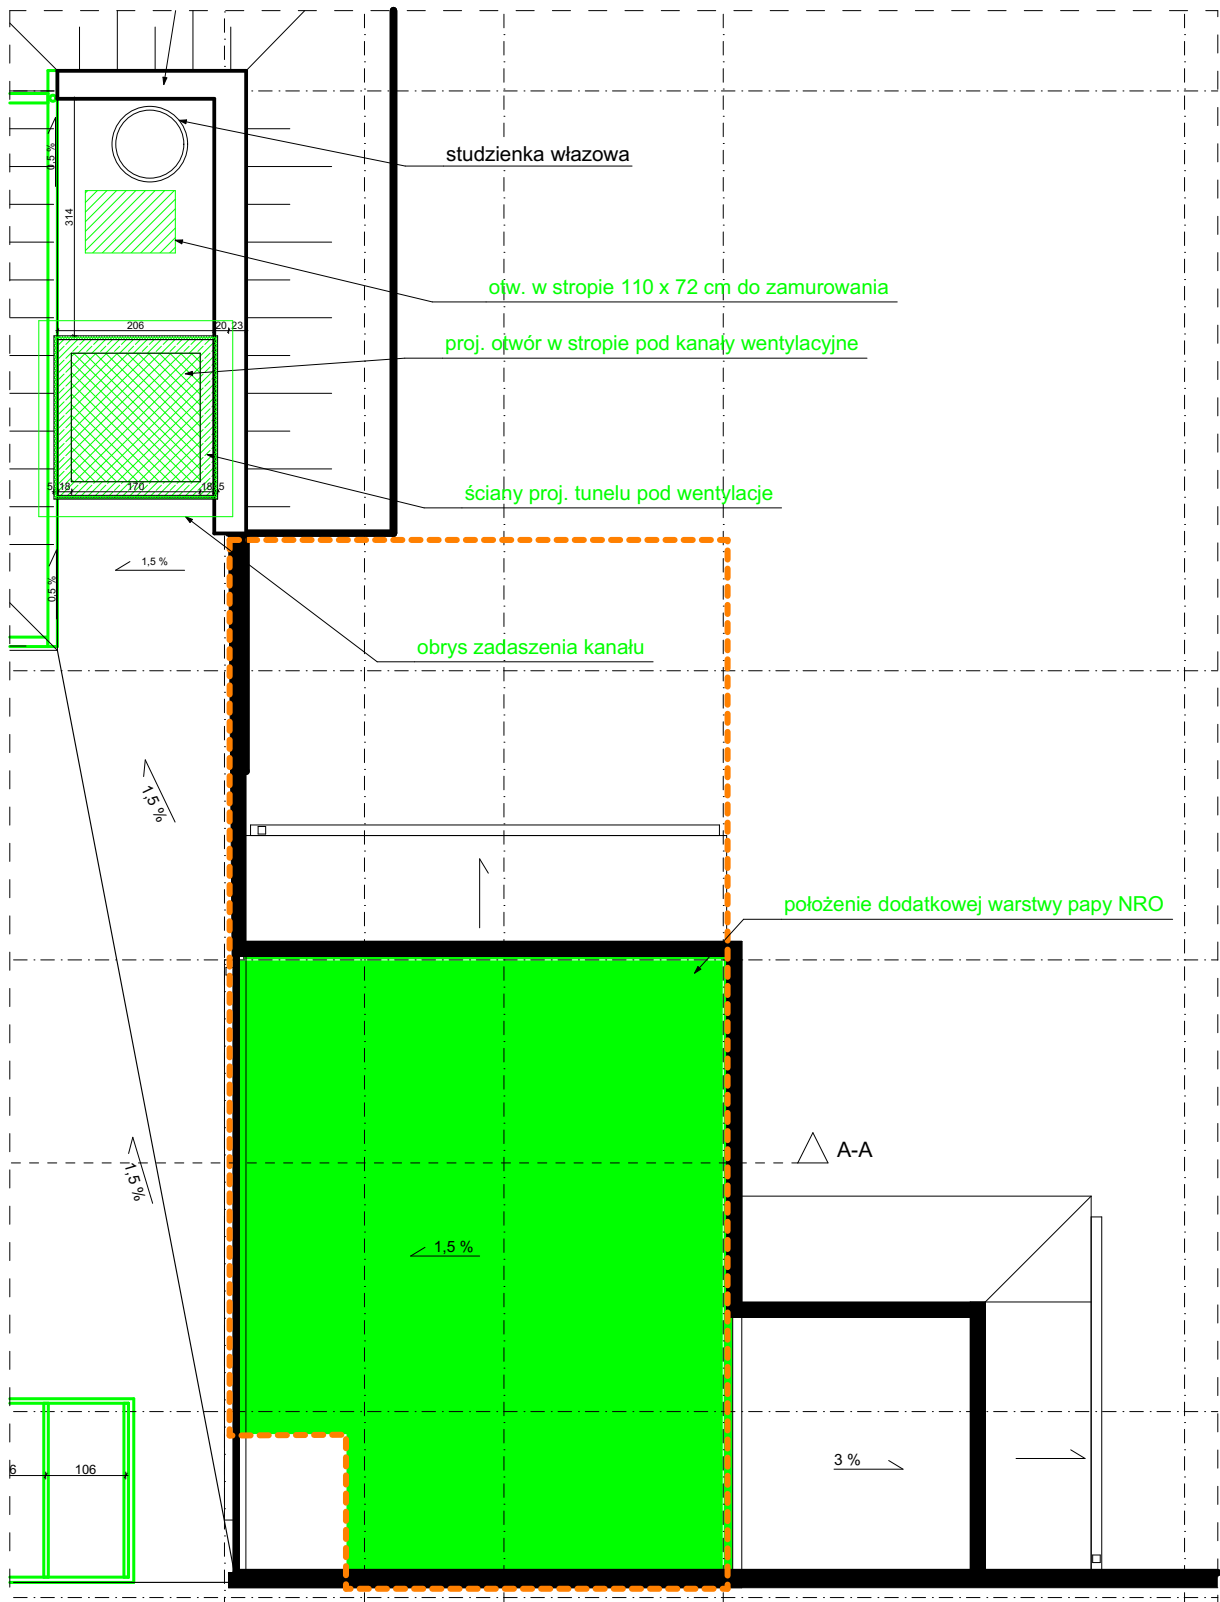 studzienka włazowa
0,5 %
314
otw. w stropie 110 x 72 cm do zamurowania
206
20
23
proj. otwór w stropie pod kanały wentylacyjne
ściany proj. tunelu pod wentylacje
5
18
170
18
5
1,5 %
0,5 %
obrys zadaszenia kanału
1,5 %
położenie dodatkowej warstwy papy NRO
A-A
1,5 %
1,5 %
3 %
6
106